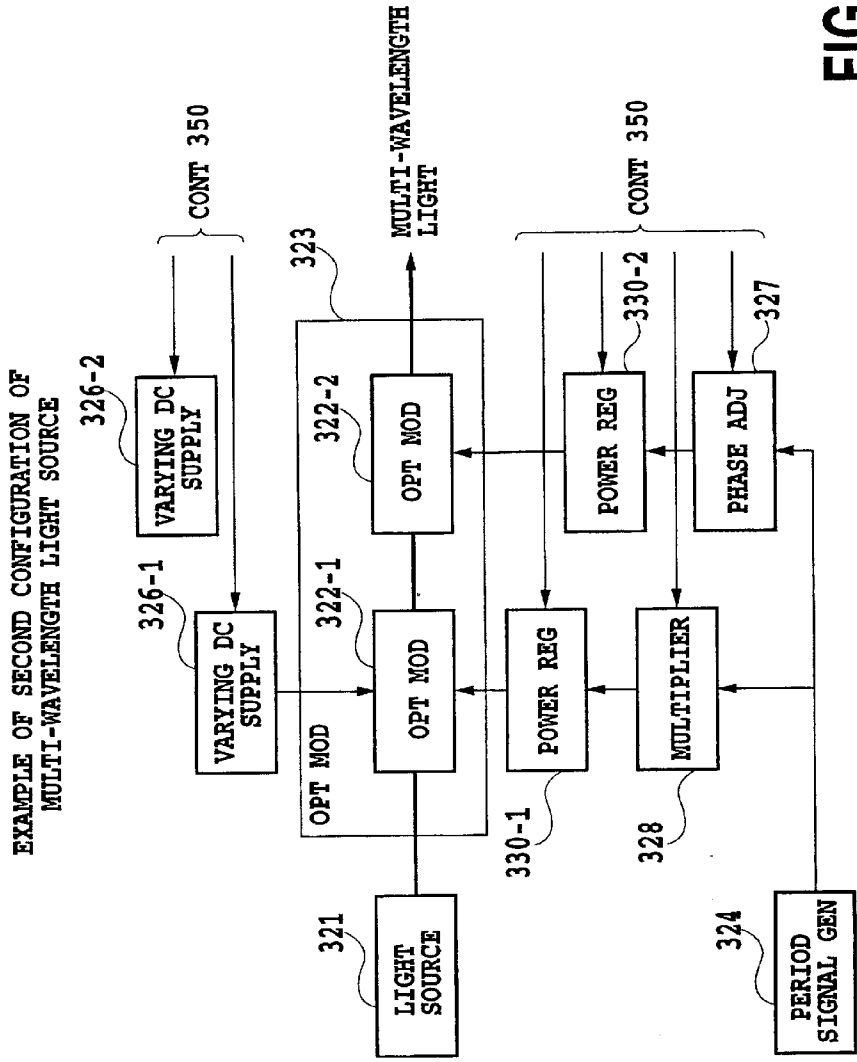 EXAMPLE OF SECOND CONFIGURATION OF
MULTI-WAVELENGTH LIGHT SOURCE
326-2
VARYING DC
SUPPLY
CONT 350
326-1
VARYING DC
SUPPLY
323
OPT MOD
322-1
OPT MOD
322-2
OPT MOD
MULTI-WAVELENGTH
LIGHT
321
LIGHT
SOURCE
330-1
POWER REG
330-2
POWER REG
CONT 350
328
MULTIPLIER
327
PHASE ADJ
324
PERIOD
SIGNAL GEN
FIG